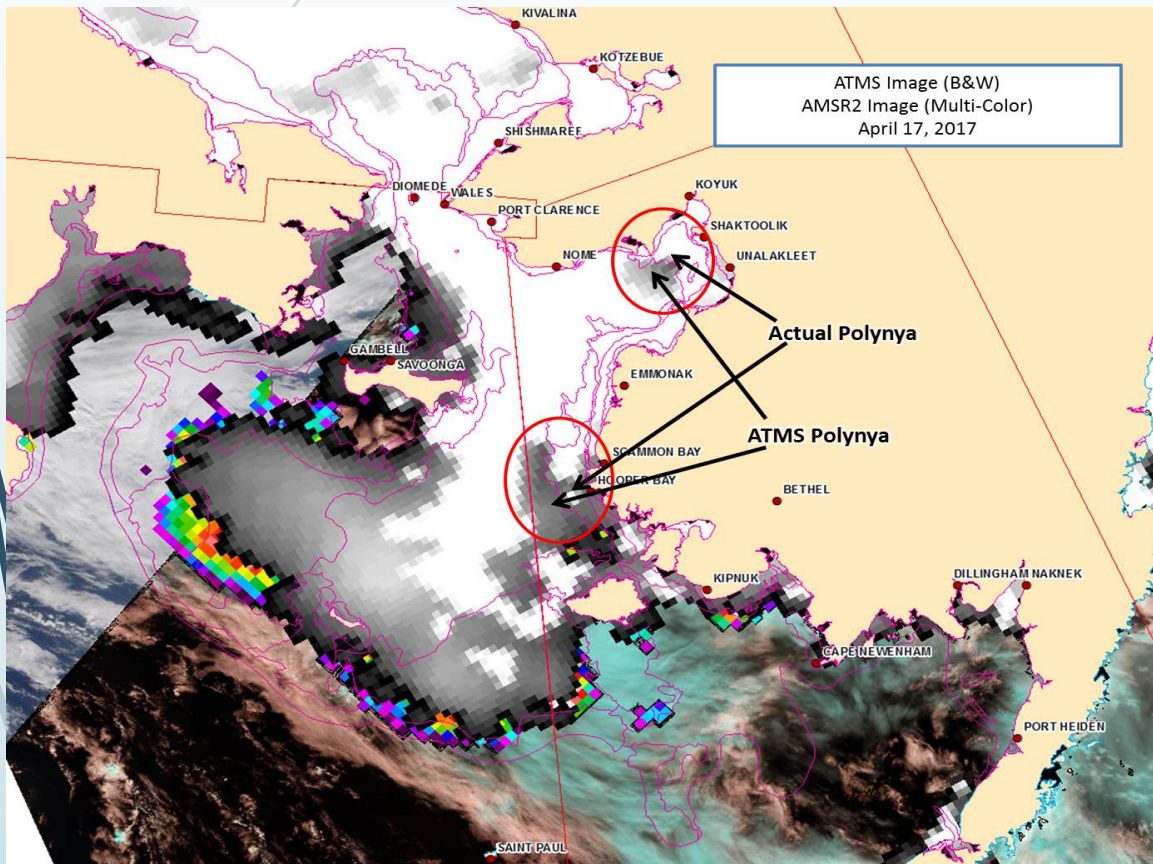 KIVALINA
KOTZEBUE
ATMS Image (B&W)
AMSR2 Image (Multi-Color)
April 17, 2017
SHISHMAREF
DIOMEDE
WALES
KOYUK
PORT CLARENCE
SHAKTOOLIK
UNALAKLEET
NOME
Actual Polynya
GAMBELL
SAVOONGA
EMMONAK
ATMS Polynya
SCAMMON BAY
HOOPER BAY
BETHEL
KIPNUK
DILLINGHAM
NAKNEK
CAPE NEWENHAM
PORT HEIDEN
SAINT PAUL